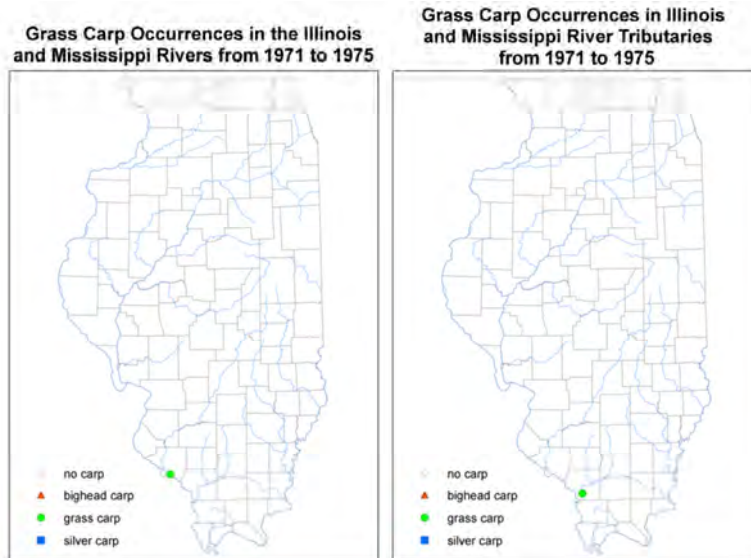 Grass Carp Occurrences in the Illinois
and Mississippi Rivers from 1971 to 1975
no carp
bighead carp
grass carp
silver carp
Grass Carp Occurrences in Illinois
and Mississippi River Tributaries
from 1971 to 1975
no carp
bighead carp
grass carp
silver carp